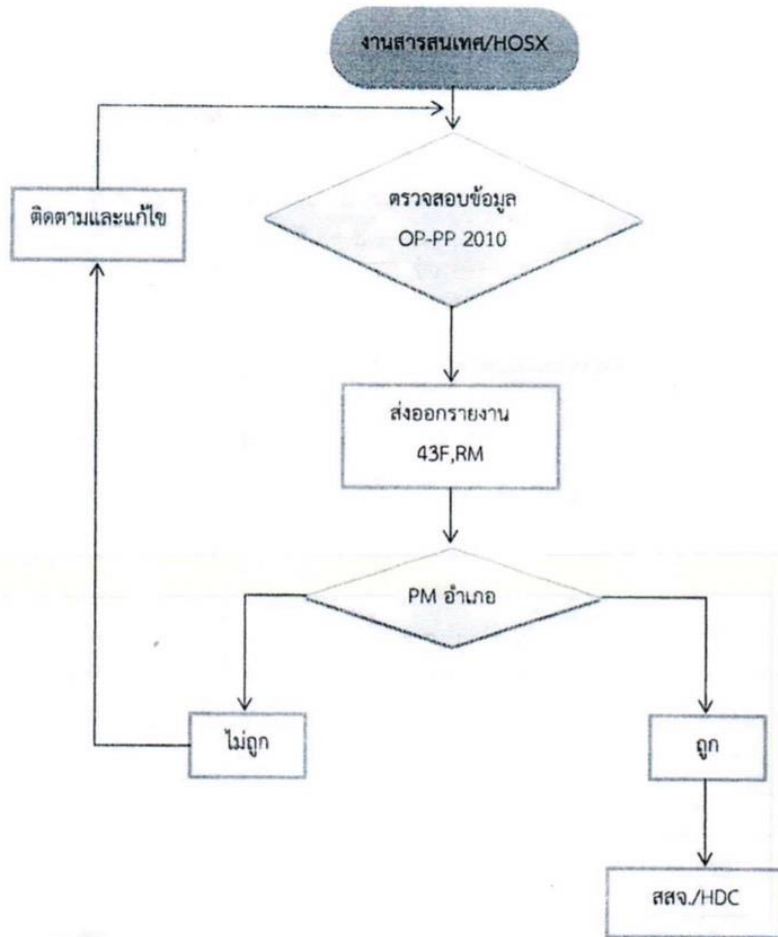 งานสารสนเทศ/HOSX
ตรวจสอบข้อมูล
OP-PP 2010
ติดตามและแก้ไข
ส่งออกรายงาน
43F,RM
PM อำเภอ
ไม่ถูก
ถูก
สสจ./HDC